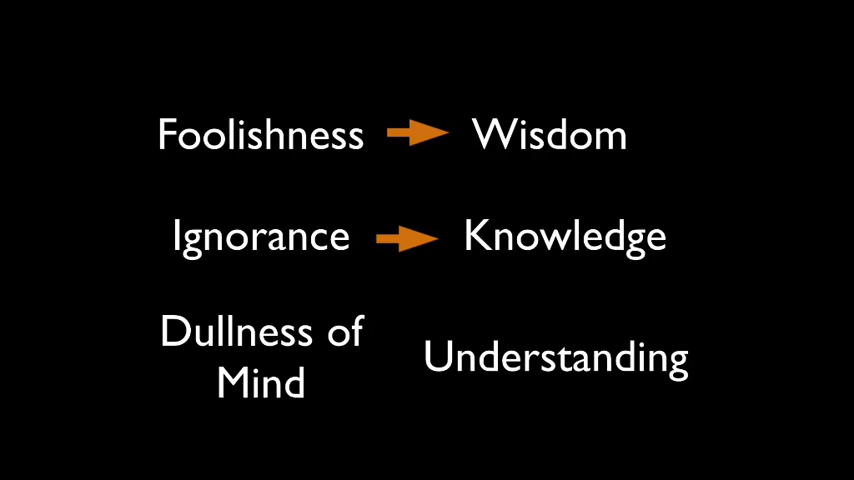 Foolishness Wisdom
Ignorance Knowledge
Dullness of
Mind
Understanding